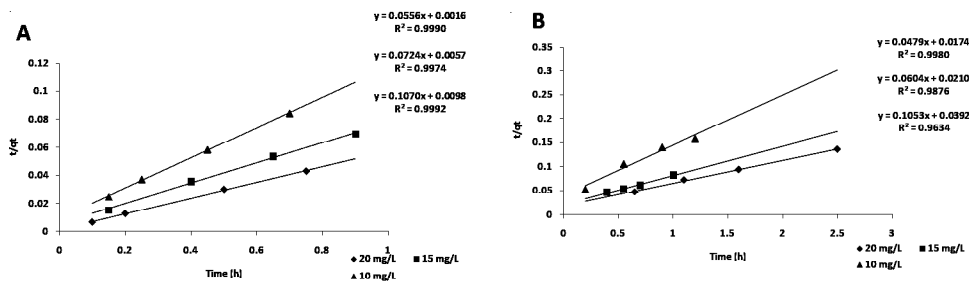 A
y = 0.0556x + 0.0016
R² = 0.9990
y = 0.0724x + 0.0057
R² = 0.9974
y = 0.1070x + 0.0098
R² = 0.9992
0.12
0.1
0.08
0.06
0.04
0.02
0
t/qt
0 0.2 0.4 0.6 0.8 1
Time [h]
20 mg/L 15 mg/L
10 mg/L
B
y = 0.0479x + 0.0174
R² = 0.9980
y = 0.0604x + 0.0210
R² = 0.9876
y = 0.1053x + 0.0392
R² = 0.9634
0.35
0.3
0.25
0.2
0.15
0.1
0.05
0
t/qt
0 0.5 1 1.5 2 2.5 3
Time [h]
20 mg/L 15 mg/L
10 mg/L